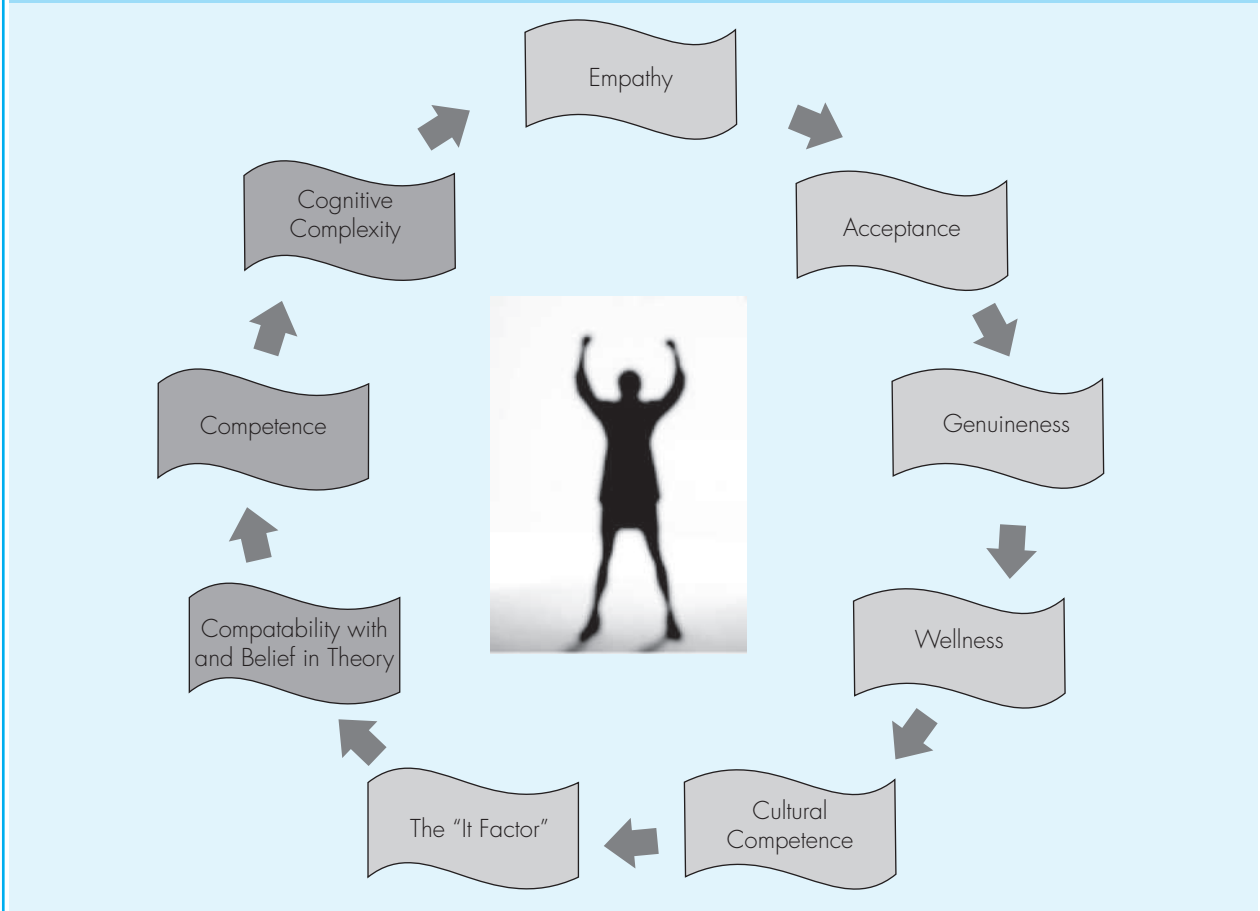 Empathy
Acceptance
Genuineness
Wellness
Cultural
Competence
The "It Factor"
Compatability with
and Belief in Theory
Competence
Cognitive
Complexity